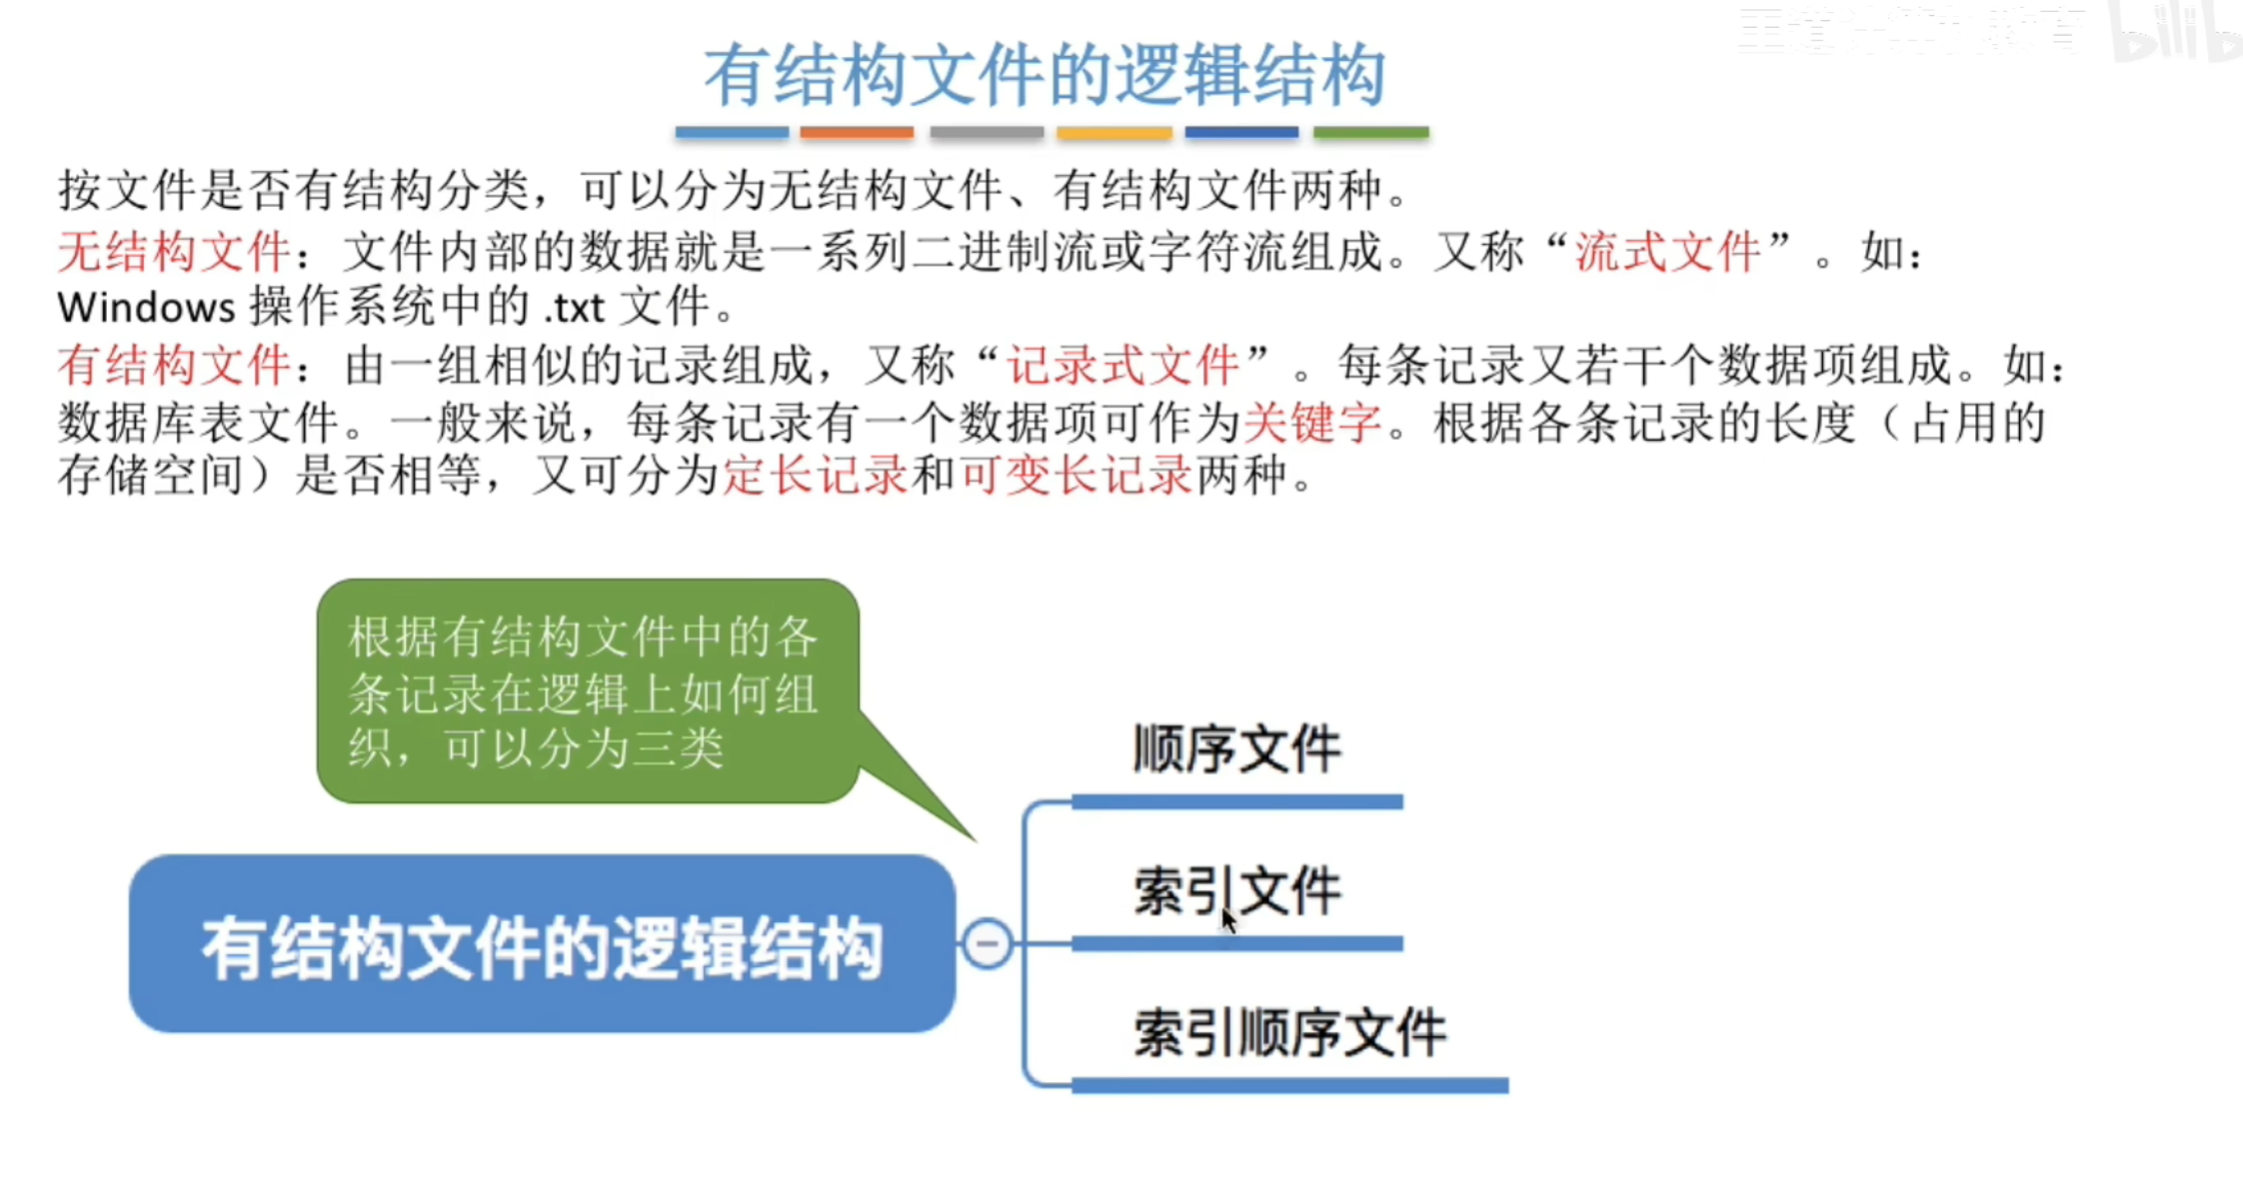 有结构文件的逻辑结构
按文件是否有结构分类，可以分为无结构文件、有结构文件两种。
无结构文件：文件内部的数据就是一系列二进制流或字符流组成。又称“流式文件”。如：
Windows 操作系统中的 .txt 文件。
有结构文件：由一组相似的记录组成，又称“记录式文件”。每条记录又若干个数据项组成。如：
数据库表文件。一般来说，每条记录有一个数据项可作为关键字。根据各条记录的长度（占用的
存储空间）是否相等，又可分为定长记录和可变长记录两种。
根据有结构文件中的各
条记录在逻辑上如何组
织，可以分为三类
顺序文件
索引文件
有结构文件的逻辑结构
索引顺序文件
bilib